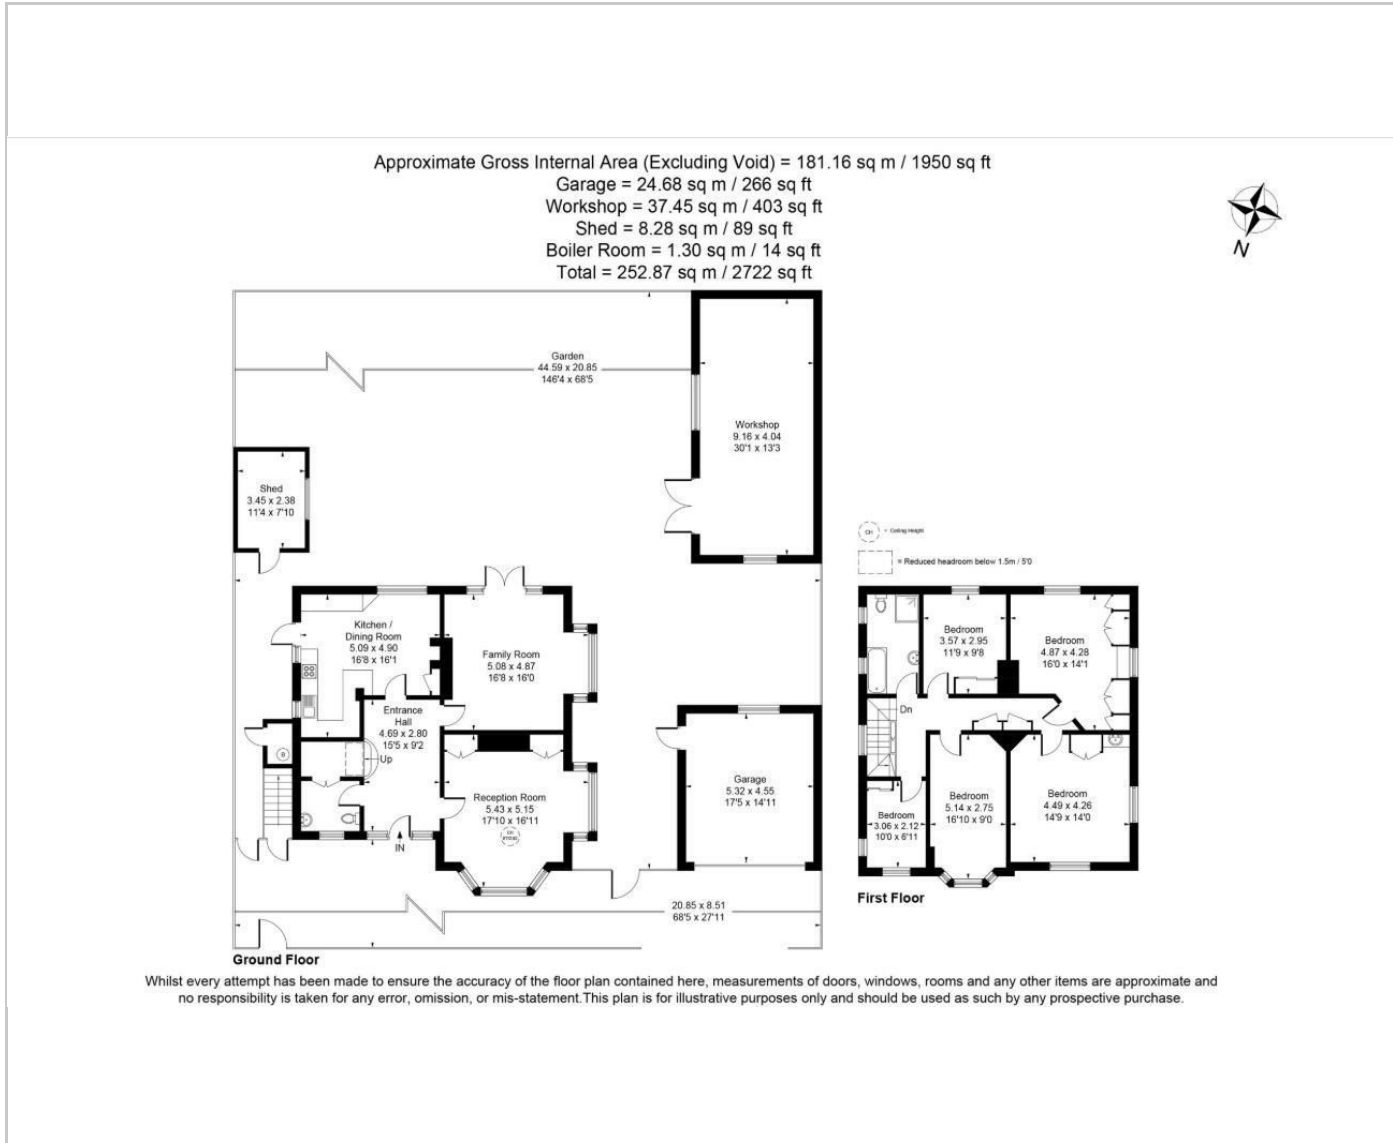 Approximate Gross Internal Area (Excluding Void) = 181.16 sq m / 1950 sq ft
Garage = 24.68 sq m / 266 sq ft
Workshop = 37.45 sq m / 403 sq ft
Shed = 8.28 sq m / 89 sq ft
Boiler Room = 1.30 sq m / 14 sq ft
Total = 252.87 sq m / 2722 sq ft
N
Garden
44.59 x 20.85
146'4 x 68'5
Workshop
9.16 x 4.04
30'1 x 13'3
Shed
3.45 x 2.38
11'4 x 7'10
Kitchen /
Dining Room
5.09 x 4.90
16'8 x 16'1
Family Room
5.08 x 4.87
16'8 x 16'0
Entrance
Hall
4.69 x 2.80
15'5 x 9'2
Up
B
Reception Room
5.43 x 5.15
17'10 x 16'11
IN
Garage
5.32 x 4.55
17'5 x 14'11
20.85 x 8.51
68'5 x 27'11
Ground Floor
CH
= Ceiling Height
= Reduced headroom below 1.5m / 5'0
Bedroom
3.57 x 2.95
11'9 x 9'8
Bedroom
4.87 x 4.28
16'0 x 14'1
Dn
Bedroom
3.06 x 2.12
10'0 x 6'11
Bedroom
5.14 x 2.75
16'10 x 9'0
Bedroom
4.49 x 4.26
14'9 x 14'0
First Floor
Whilst every attempt has been made to ensure the accuracy of the floor plan contained here, measurements of doors, windows, rooms and any other items are approximate and
no responsibility is taken for any error, omission, or mis-statement.This plan is for illustrative purposes only and should be used as such by any prospective purchase.